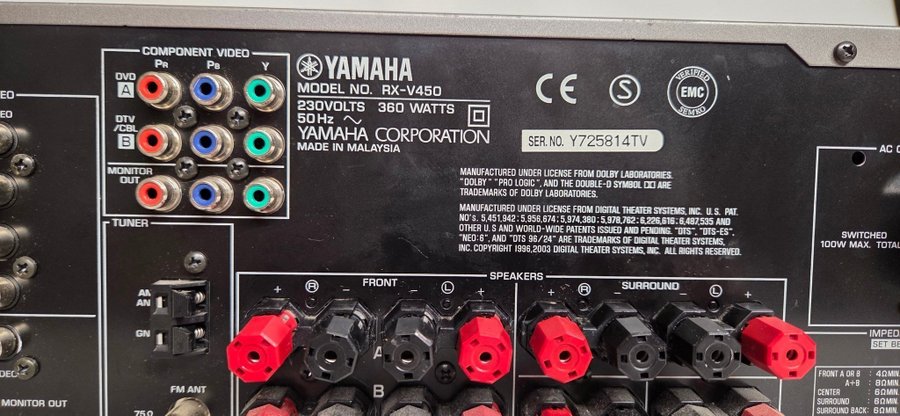 COMPONENT VIDEO
PR PB Y
DVD
A
DTV
/CBL
B
MONITOR
OUT
TUNER
AM
AN
GN
FM ANT
75Ω
MONITOR OUT
YAMAHA
MODEL NO. RX-V450
230VOLTS 360 WATTS
50Hz ~
YAMAHA CORPORATION
MADE IN MALAYSIA
CE
S
VERIFIED
EMC
SEMKO
SER. NO. Y725814TV
MANUFACTURED UNDER LICENSE FROM DOLBY LABORATORIES.
"DOLBY" "PRO LOGIC", AND THE DOUBLE-D SYMBOL ARE
TRADEMARKS OF DOLBY LABORATORIES.
MANUFACTURED UNDER LICENSE FROM DIGITAL THEATER SYSTEMS, INC. U.S. PAT.
NO's. 5,451,942 : 5,956,674 : 5,974,380 : 5,978,762 : 6,226,616 : 6,487,535 AND
OTHER U.S AND WORLD-WIDE PATENTS ISSUED AND PENDING. "DTS", "DTS-ES",
"NEO: 6", AND "DTS 96/24" ARE TRADEMARKS OF DIGITAL THEATER SYSTEMS,
INC. COPYRIGHT 1996,2003 DIGITAL THEATER SYSTEMS, INC. ALL RIGHTS RESERVED.
AC O
SWITCHED
100W MAX. TOTAL
SPEAKERS
+ R − FRONT − L +
+ R − SURROUND − L +
A
B
IMPED
SET BE
FRONT A OR B : 4ΩMIN.
A+B : 8ΩMIN.
CENTER : 6ΩMIN.
SURROUND : 6ΩMIN.
SURROUND BACK : 6ΩMIN.